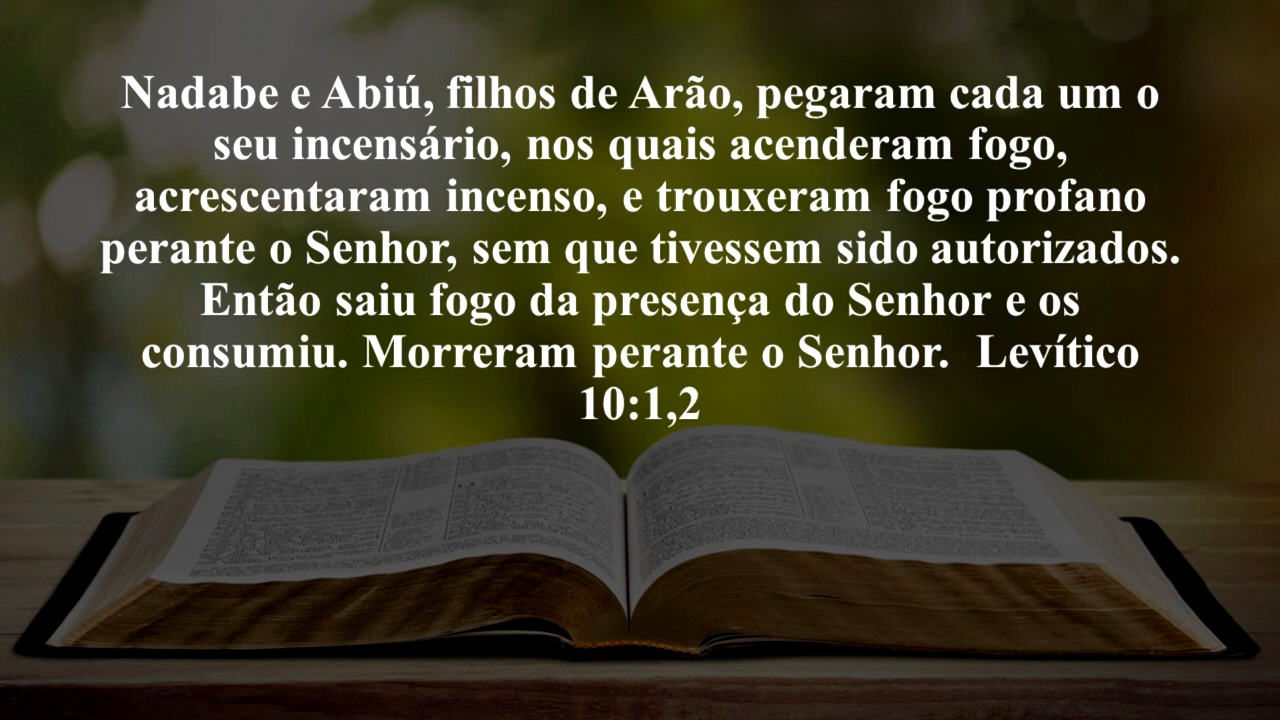 Nadabe e Abiú, filhos de Arão, pegaram cada um o
seu incensário, nos quais acenderam fogo,
acrescentaram incenso, e trouxeram fogo profano
perante o Senhor, sem que tivessem sido autorizados.
Então saiu fogo da presença do Senhor e os
consumiu. Morreram perante o Senhor.  Levítico
10:1,2